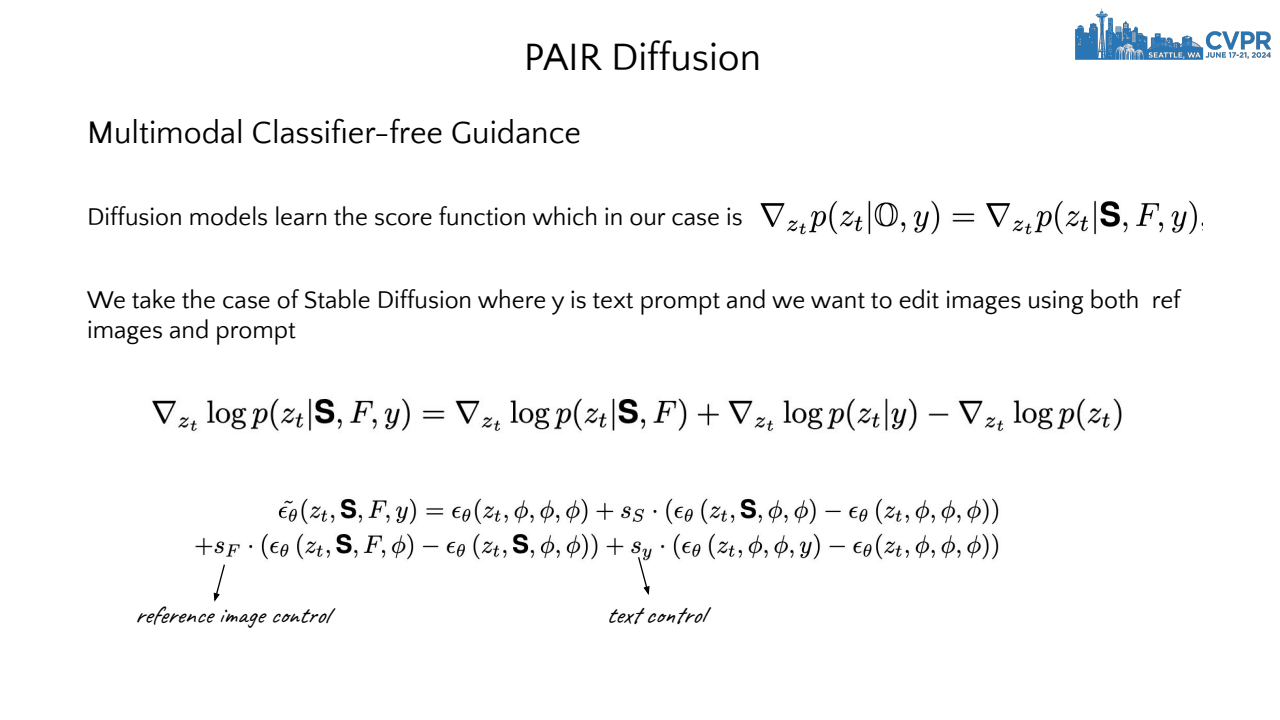 PAIR Diffusion
CVPR
SEATTLE, WA JUNE 17-21, 2024
Multimodal Classifier-free Guidance
Diffusion models learn the score function which in our case is ∇_{z_t} p(z_t|𝕆, y) = ∇_{z_t} p(z_t|𝐒, F, y).
We take the case of Stable Diffusion where y is text prompt and we want to edit images using both ref
images and prompt
∇_{z_t} log p(z_t|𝐒, F, y) = ∇_{z_t} log p(z_t|𝐒, F) + ∇_{z_t} log p(z_t|y) − ∇_{z_t} log p(z_t)
ϵ̃_θ(z_t, 𝐒, F, y) = ϵ_θ(z_t, ϕ, ϕ, ϕ) + s_S · (ϵ_θ (z_t, 𝐒, ϕ, ϕ) − ϵ_θ (z_t, ϕ, ϕ, ϕ))
+s_F · (ϵ_θ (z_t, 𝐒, F, ϕ) − ϵ_θ (z_t, 𝐒, ϕ, ϕ)) + s_y · (ϵ_θ (z_t, ϕ, ϕ, y) − ϵ_θ(z_t, ϕ, ϕ, ϕ))
reference image control
text control